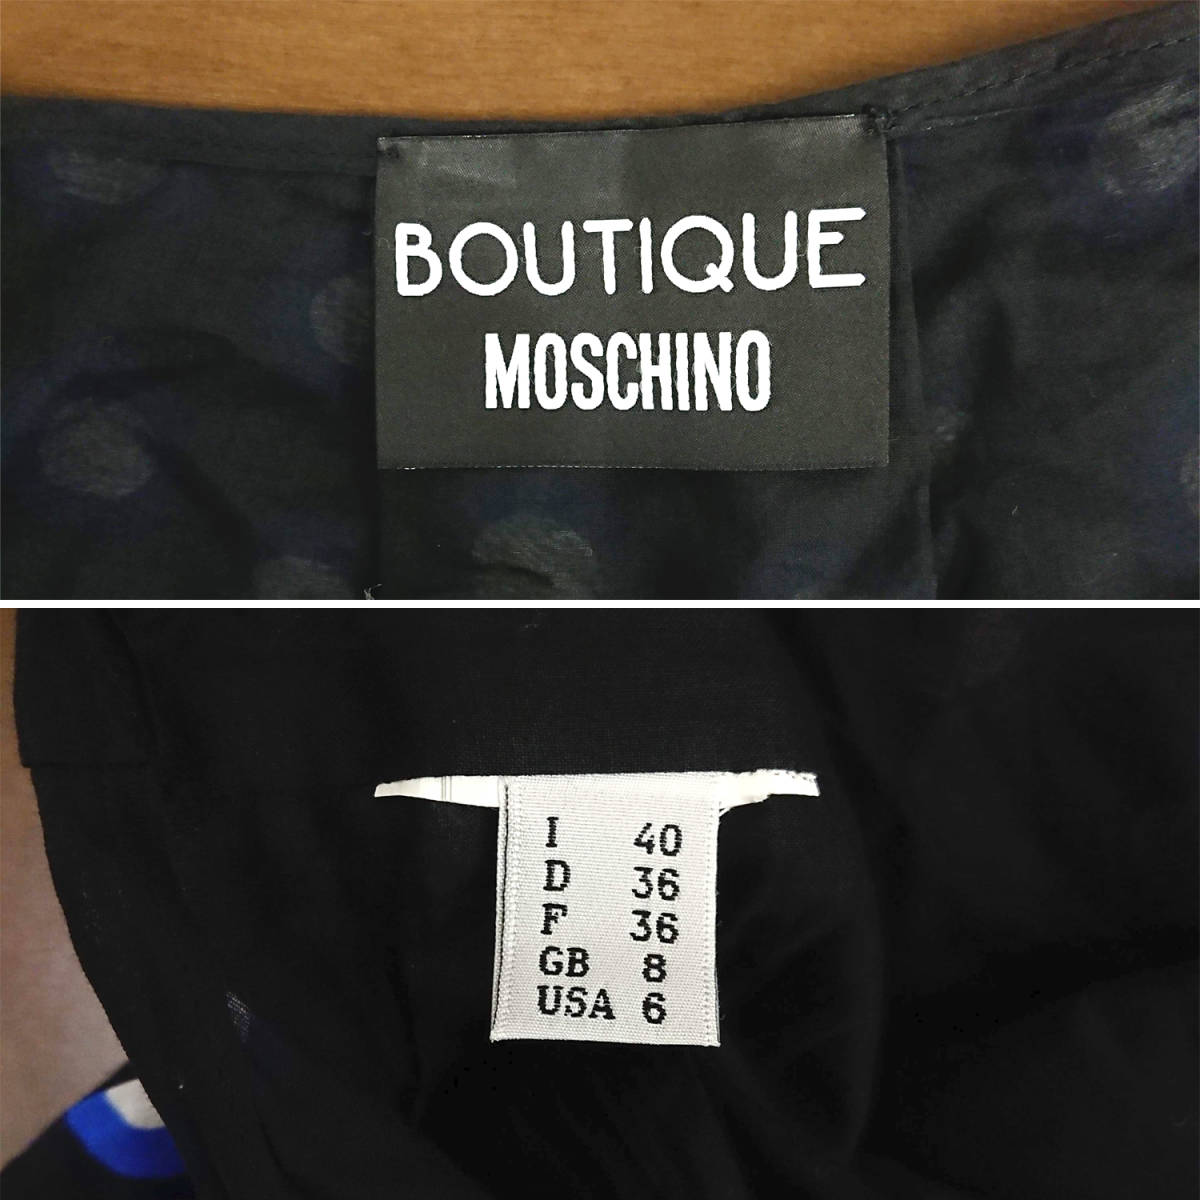 BOUTIQUE
MOSCHINO
I 40
D 36
F 36
GB 8
USA 6